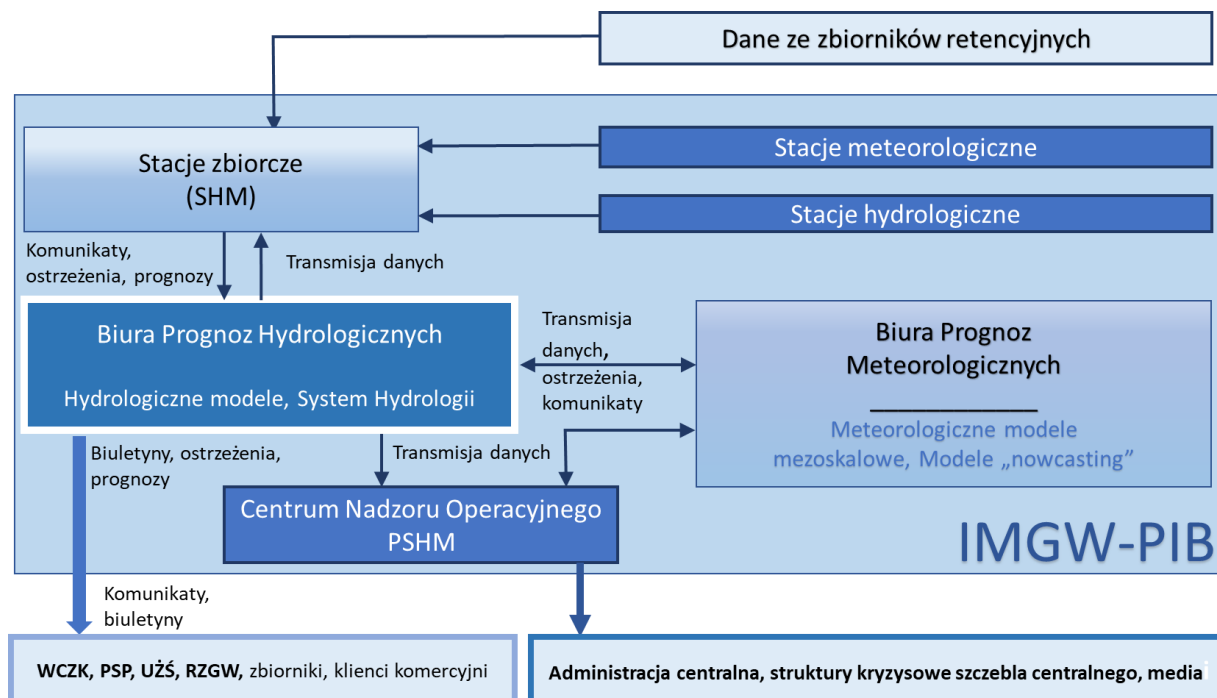 Dane ze zbiorników retencyjnych
Stacje zbiorcze
(SHM)
Stacje meteorologiczne
Stacje hydrologiczne
Komunikaty,
ostrzeżenia, prognozy
Transmisja danych
Biura Prognoz Hydrologicznych
Hydrologiczne modele, System Hydrologii
Transmisja
danych,
ostrzeżenia,
komunikaty
Biura Prognoz
Meteorologicznych
Meteorologiczne modele
mezoskalowe, Modele „nowcasting”
Biuletyny, ostrzeżenia,
prognozy
Transmisja danych
Centrum Nadzoru Operacyjnego
PSHM
IMGW-PIB
Komunikaty,
biuletyny
WCZK, PSP, UŻŚ, RZGW, zbiorniki, klienci komercyjni
Administracja centralna, struktury kryzysowe szczebla centralnego, mediai